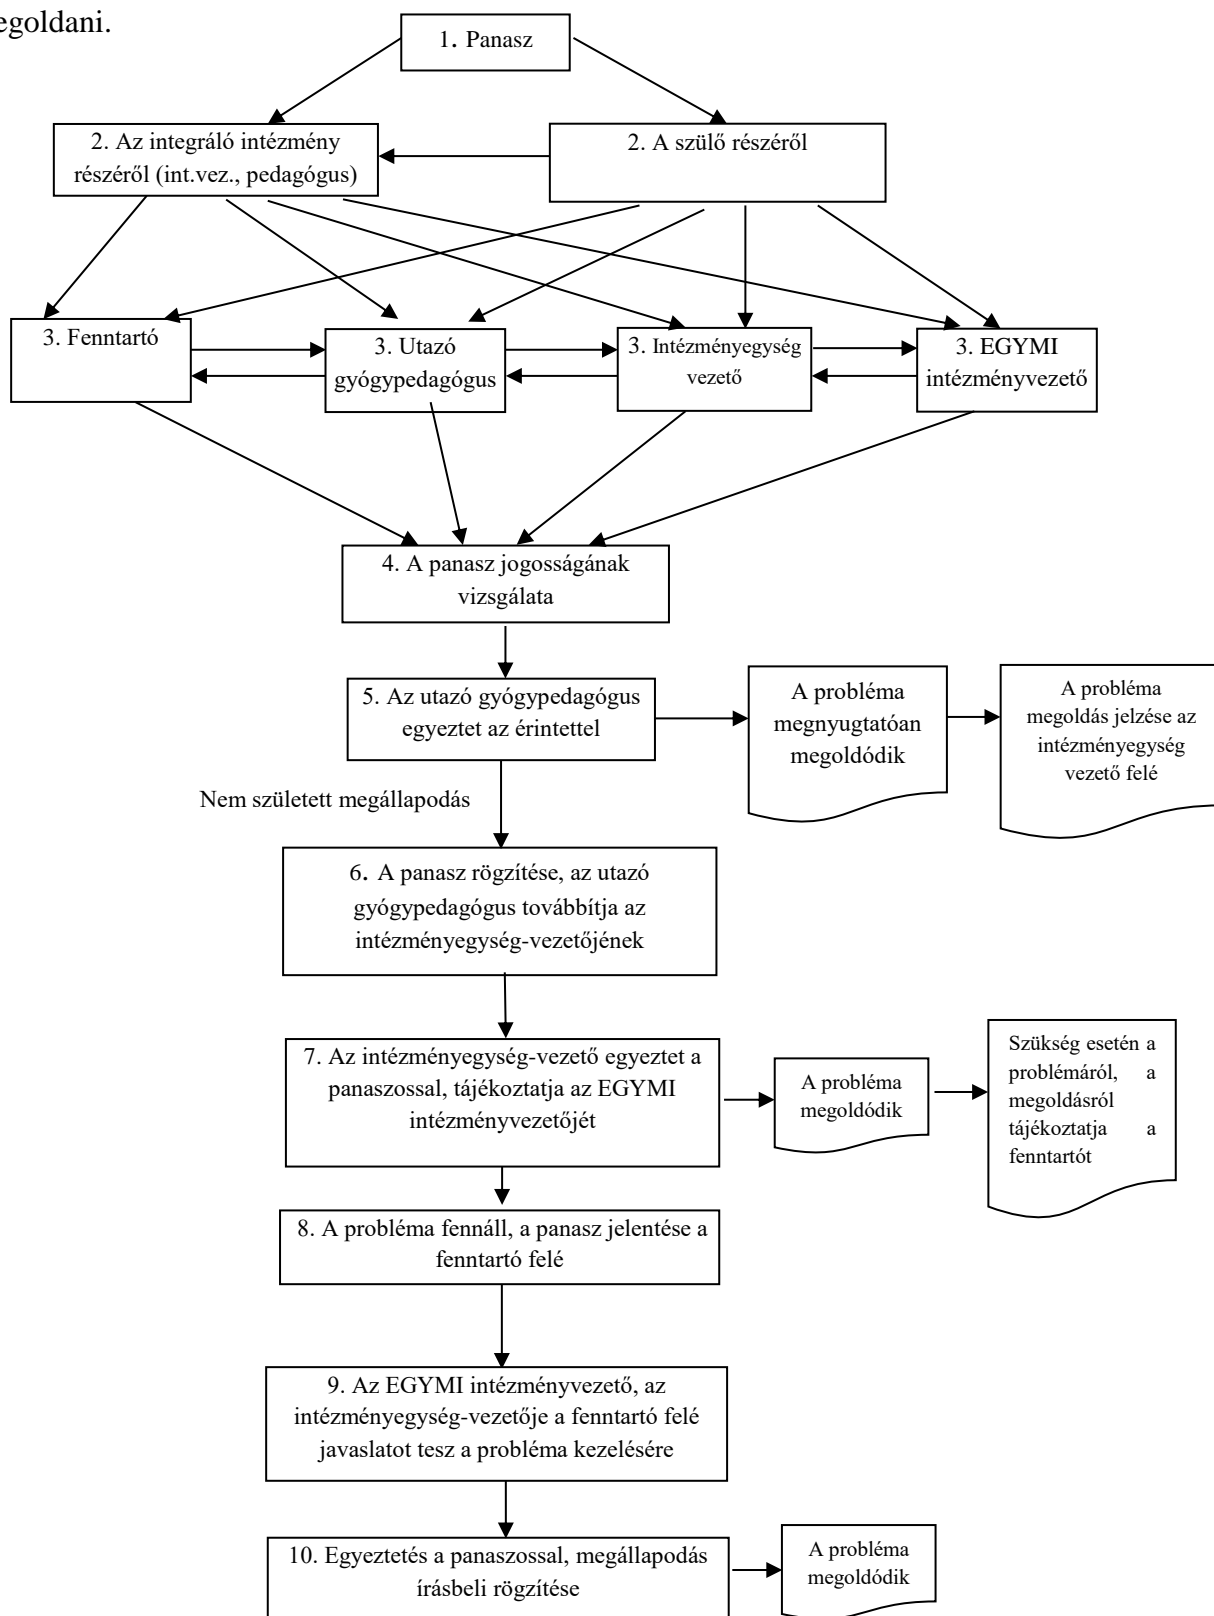 egoldani.
1. Panasz
2. Az integráló intézmény
részéről (int.vez., pedagógus)
2. A szülő részéről
3. Fenntartó
3. Utazó
gyógypedagógus
3. Intézményegység
vezető
3. EGYMI
intézményvezető
4. A panasz jogosságának
vizsgálata
5. Az utazó gyógypedagógus
egyeztet az érintettel
A probléma
megnyugtatóan
megoldódik
A probléma
megoldás jelzése az
intézményegység
vezető felé
Nem született megállapodás
6. A panasz rögzítése, az utazó
gyógypedagógus továbbítja az
intézményegység-vezetőjének
7. Az intézményegység-vezető egyeztet a
panaszossal, tájékoztatja az EGYMI
intézményvezetőjét
A probléma
megoldódik
Szükség esetén a
problémáról, a
megoldásról
tájékoztatja a
fenntartót
8. A probléma fennáll, a panasz jelentése a
fenntartó felé
9. Az EGYMI intézményvezető, az
intézményegység-vezetője a fenntartó felé
javaslatot tesz a probléma kezelésére
10. Egyeztetés a panaszossal, megállapodás
írásbeli rögzítése
A probléma
megoldódik